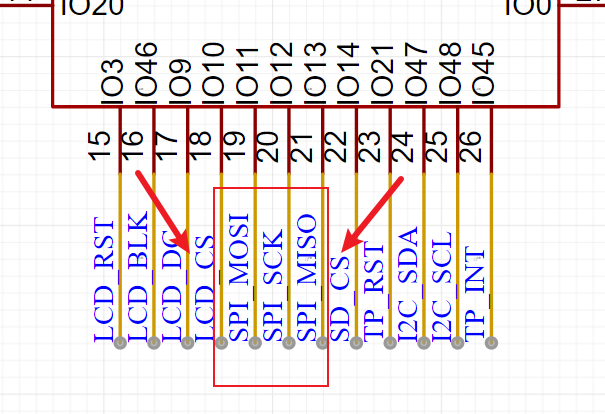 IO20
IO0
IO3
IO46
IO9
IO10
IO11
IO12
IO13
IO14
IO21
IO47
IO48
IO45
15
16
17
18
19
20
21
22
23
24
25
26
LCD_RST
LCD_BLK
LCD_DC
LCD_CS
SPI_MOSI
SPI_SCK
SPI_MISO
SD_CS
TP_RST
I2C_SDA
I2C_SCL
TP_INT